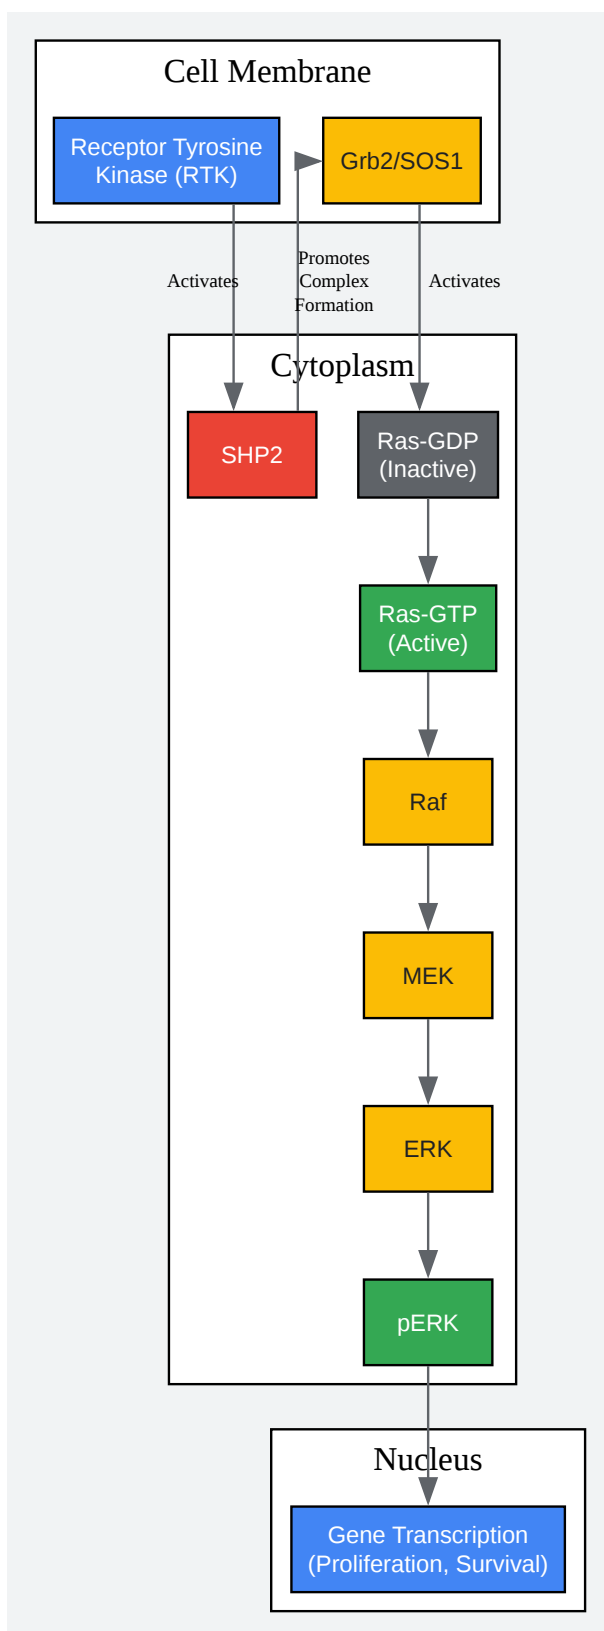 Cell Membrane
Receptor Tyrosine
Kinase (RTK)
Grb2/SOS1
Activates
Promotes
Complex
Formation
Activates
Cytoplasm
SHP2
Ras-GDP
(Inactive)
Ras-GTP
(Active)
Raf
MEK
ERK
pERK
Nucleus
Gene Transcription
(Proliferation, Survival)